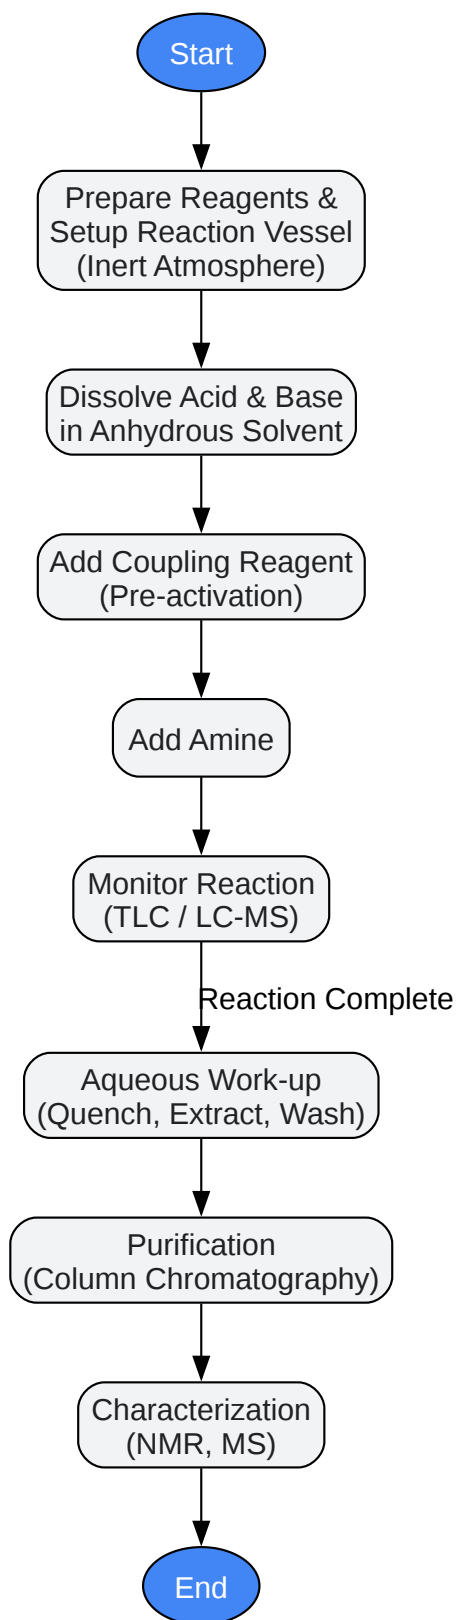 Start
Prepare Reagents &
Setup Reaction Vessel
(Inert Atmosphere)
Dissolve Acid & Base
in Anhydrous Solvent
Add Coupling Reagent
(Pre-activation)
Add Amine
Monitor Reaction
(TLC / LC-MS)
Reaction Complete
Aqueous Work-up
(Quench, Extract, Wash)
Purification
(Column Chromatography)
Characterization
(NMR, MS)
End